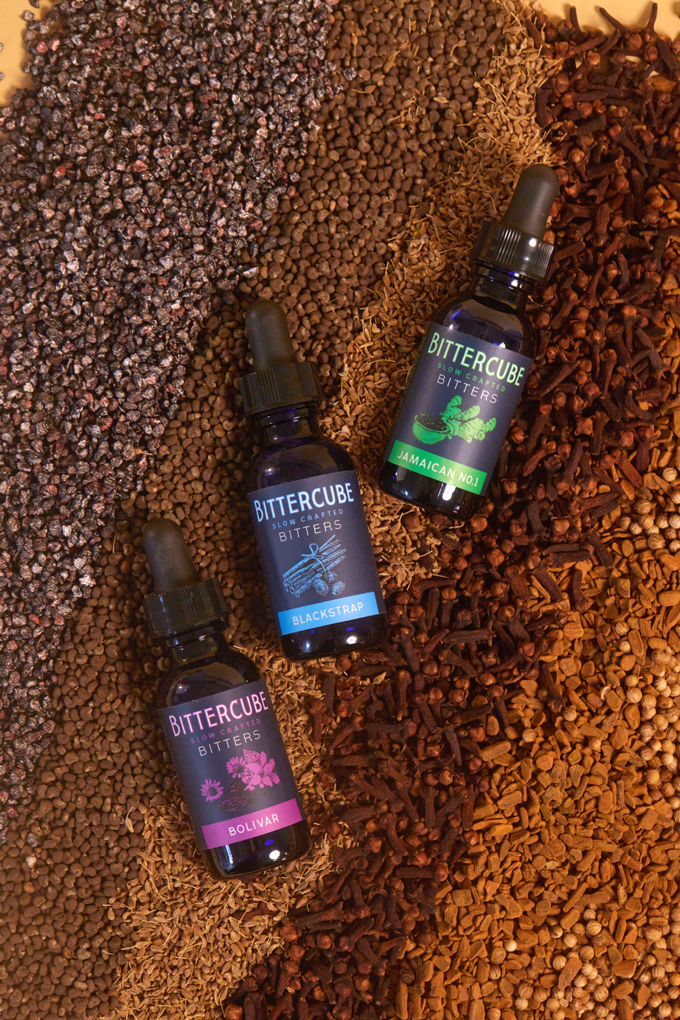 BITTERCUBE
SLOW CRAFTED
BITTERS
JAMAICAN NO.1
BITTERCUBE
SLOW CRAFTED
BITTERS
BLACKSTRAP
BITTERCUBE
SLOW CRAFTED
BITTERS
BOLIVAR